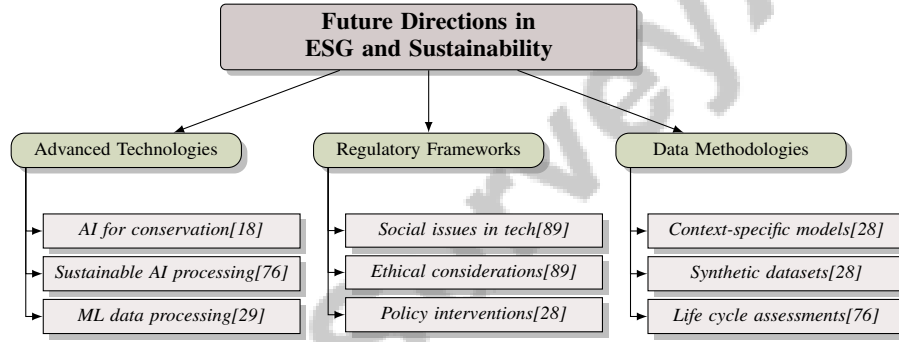 Future Directions in
ESG and Sustainability
Advanced Technologies
Regulatory Frameworks
Data Methodologies
AI for conservation[18]
Social issues in tech[89]
Context-specific models[28]
Sustainable AI processing[76]
Ethical considerations[89]
Synthetic datasets[28]
ML data processing[29]
Policy interventions[28]
Life cycle assessments[76]